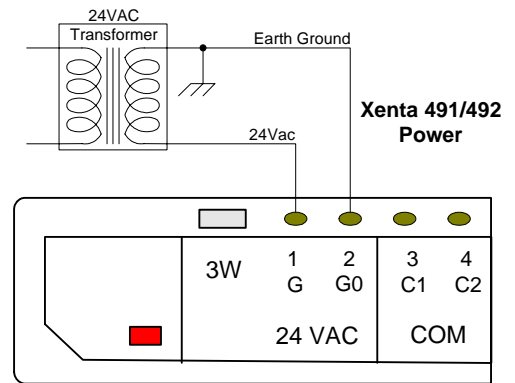 24VAC
Transformer
Earth Ground
Xenta 491/492
Power
24Vac
3W
1
2
3
4
G
G0
C1
C2
24 VAC
COM